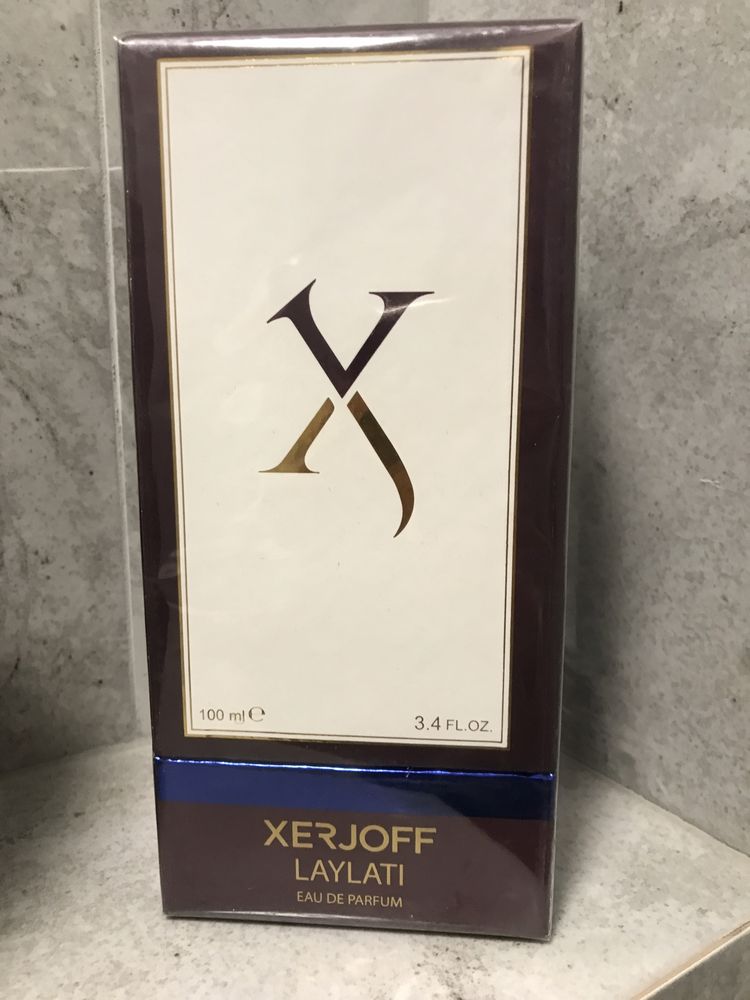 X
100 ml ℮
3.4 FL.OZ.
XERJOFF
LAYLATI
EAU DE PARFUM